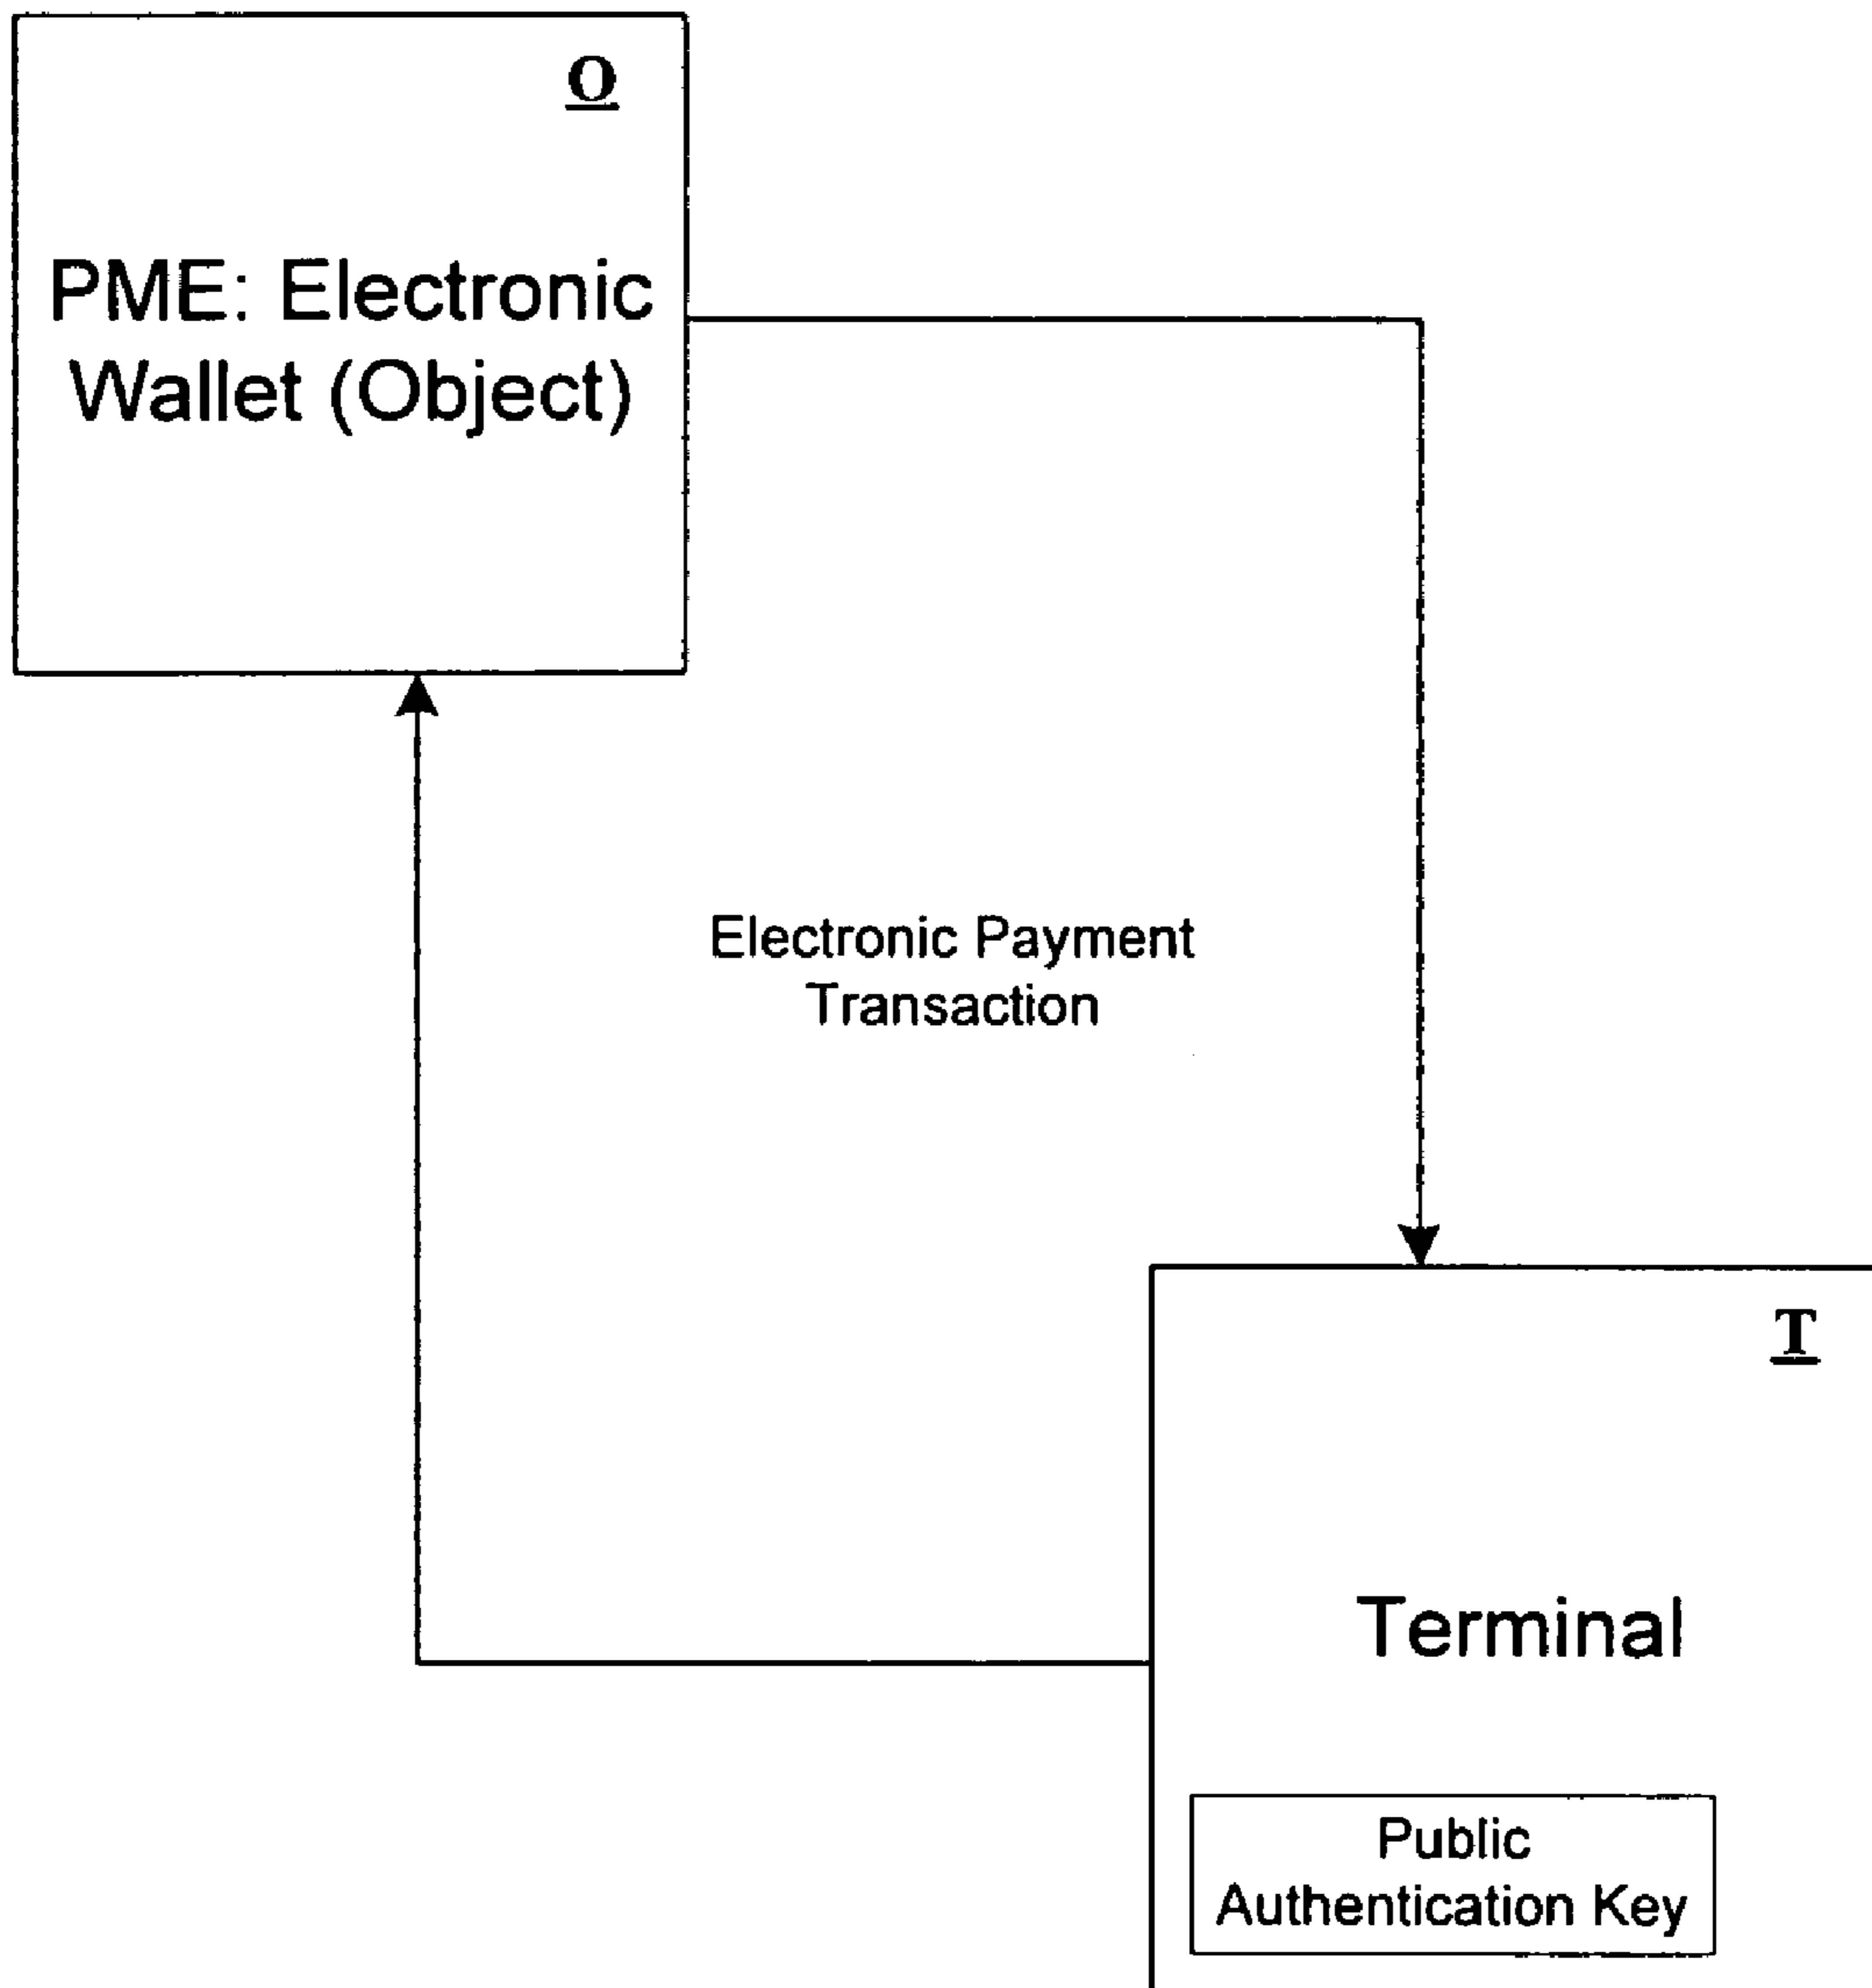 O
PME: Electronic
Wallet (Object)
Electronic Payment
Transaction
T
Terminal
Public
Authentication Key